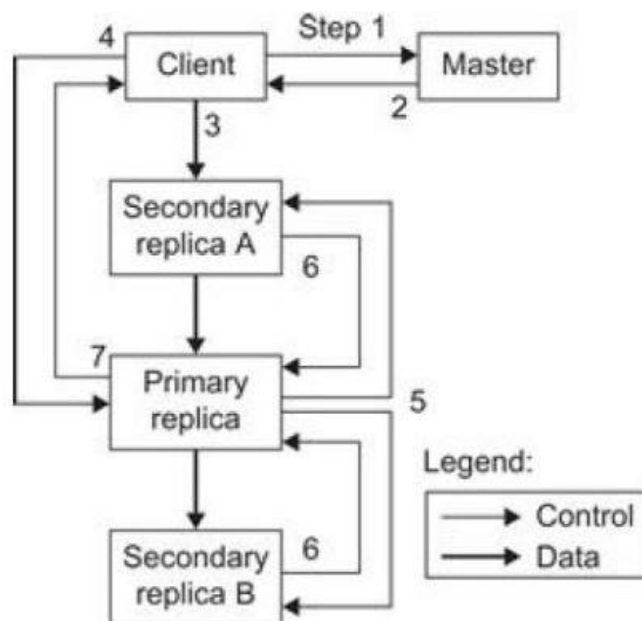 4
Step 1
Client
Master
2
3
Secondary
replica A
6
7
Primary
replica
5
Legend:
Control
Data
6
Secondary
replica B